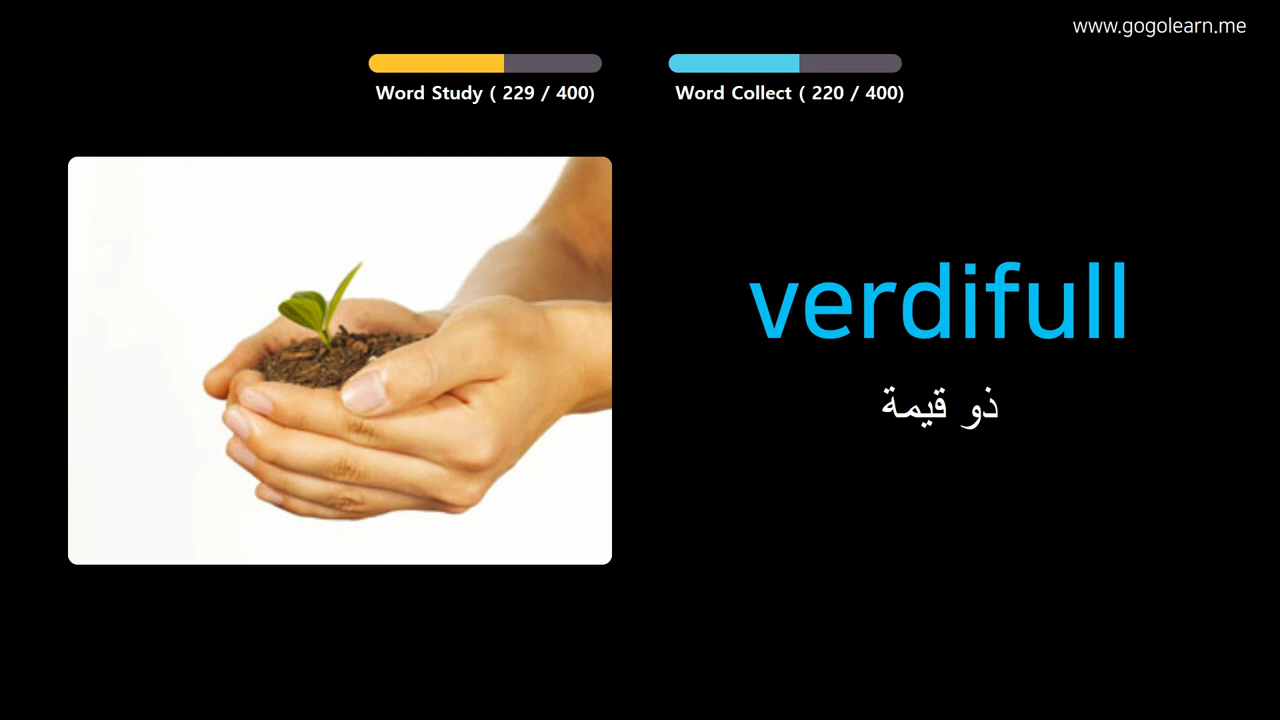 www.gogolearn.me
Word Study ( 229 / 400)
Word Collect ( 220 / 400)
verdifull
ذو قيمة